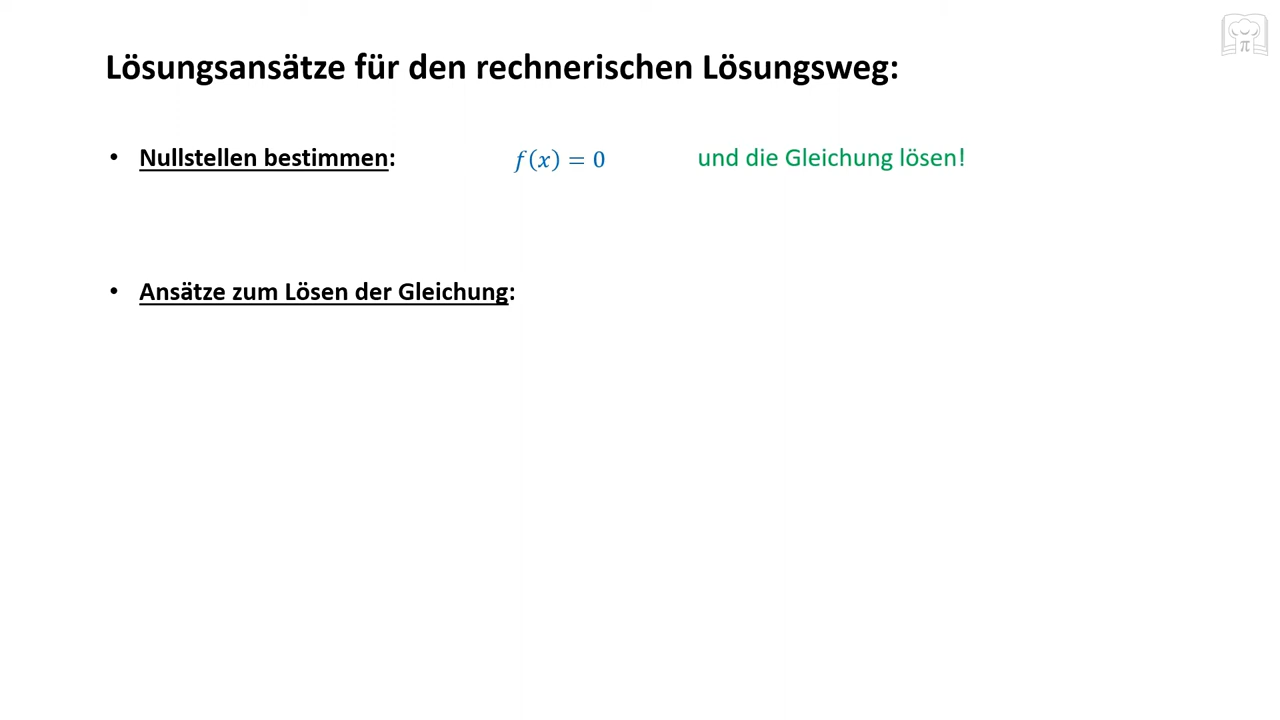 Lösungsansätze für den rechnerischen Lösungsweg:
• Nullstellen bestimmen: f(x) = 0 und die Gleichung lösen!
• Ansätze zum Lösen der Gleichung:
π